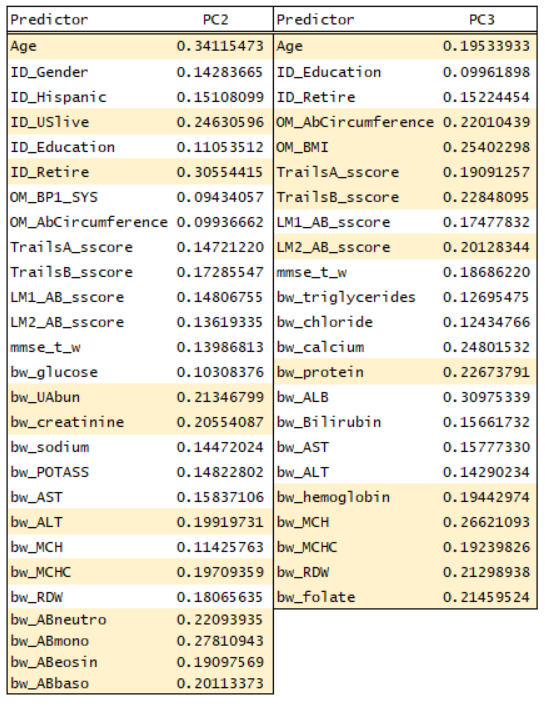 Predictor PC2 Predictor PC3
Age 0.34115473 Age 0.19533933
ID_Gender 0.14283665 ID_Education 0.09961898
ID_Hispanic 0.15108099 ID_Retire 0.15224454
ID_USlive 0.24630596 OM_AbCircumference 0.22010439
ID_Education 0.11053512 OM_BMI 0.25402298
ID_Retire 0.30554415 TrailsA_sscore 0.19091257
OM_BP1_SYS 0.09434057 TrailsB_sscore 0.22848095
OM_AbCircumference 0.09936662 LM1_AB_sscore 0.17477832
TrailsA_sscore 0.14721220 LM2_AB_sscore 0.20128344
TrailsB_sscore 0.17285547 mmse_t_w 0.18686220
LM1_AB_sscore 0.14806755 bw_triglycerides 0.12695475
LM2_AB_sscore 0.13619335 bw_chloride 0.12434766
mmse_t_w 0.13986813 bw_calcium 0.24801532
bw_glucose 0.10308376 bw_protein 0.22673791
bw_UAbun 0.21346799 bw_ALB 0.30975339
bw_creatinine 0.20554087 bw_Bilirubin 0.15661732
bw_sodium 0.14472024 bw_AST 0.15777330
bw_POTASS 0.14822802 bw_ALT 0.14290234
bw_AST 0.15837106 bw_hemoglobin 0.19442974
bw_ALT 0.19919731 bw_MCH 0.26621093
bw_MCH 0.11425763 bw_MCHC 0.19239826
bw_MCHC 0.19709359 bw_RDW 0.21298938
bw_RDW 0.18065635 bw_folate 0.21459524
bw_ABneutro 0.22093935
bw_ABmono 0.27810943
bw_ABeosin 0.19097569
bw_ABbaso 0.20113373